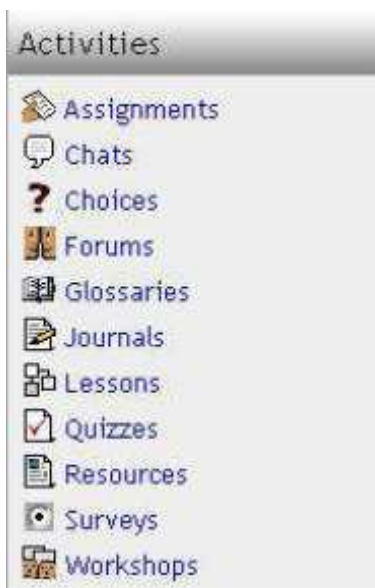 Activities
Assignments
Chats
Choices
Forums
Glossaries
Journals
Lessons
Quizzes
Resources
Surveys
Workshops